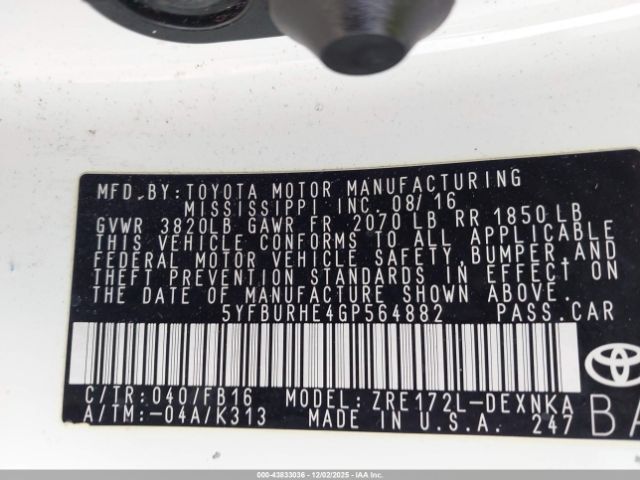 MFD. BY: TOYOTA MOTOR MANUFACTURING
MISSISSIPPI INC. 08/16
GVWR 3820LB GAWR FR 2070 LB RR 1850 LB
THIS VEHICLE CONFORMS TO ALL APPLICABLE
FEDERAL MOTOR VEHICLE SAFETY, BUMPER, AND
THEFT PREVENTION STANDARDS IN EFFECT ON
THE DATE OF MANUFACTURE SHOWN ABOVE.
5YFBURHE4GP564882 PASS.CAR
C/TR: 040/FB16 MODEL: ZRE172L-DEXNKA
A/TM: -04A/K313 MADE IN U.S.A. 247
000-43833036 • 12/02/2025 • IAAI.COM